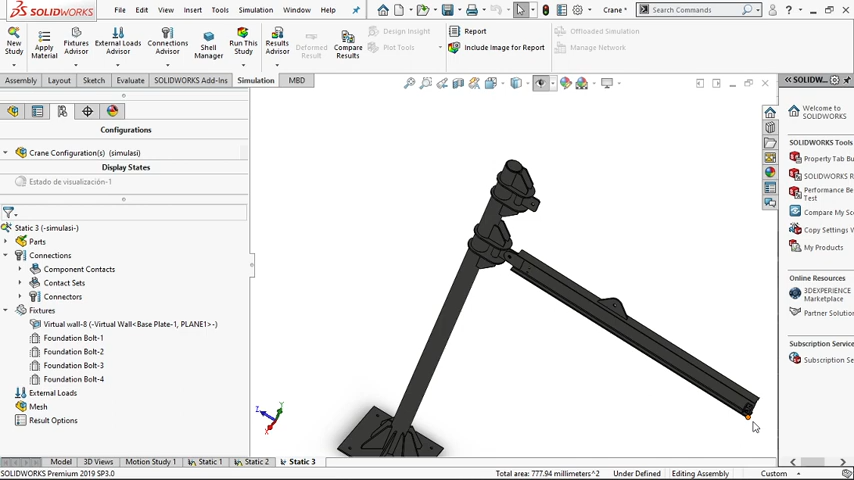 SOLIDWORKS
File Edit View Insert Tools Simulation Window Help
Crane *
Search Commands
New Study
Apply Material
Fixtures Advisor
External Loads Advisor
Connections Advisor
Shell Manager
Run This Study
Results Advisor
Deformed Result
Compare Results
Design Insight
Plot Tools
Report
Include Image for Report
Offloaded Simulation
Manage Network
Assembly Layout Sketch Evaluate SOLIDWORKS Add-Ins Simulation MBD
SOLIDW...
Configurations
Crane Configuration(s) (simulasi)
Display States
Estado de visualización-1
Static 3 (-simulasi-)
Parts
Connections
Component Contacts
Contact Sets
Connectors
Fixtures
Virtual wall-8 (-Virtual Wall<Base Plate-1, PLANE1>-)
Foundation Bolt-1
Foundation Bolt-2
Foundation Bolt-3
Foundation Bolt-4
External Loads
Mesh
Result Options
Y
Z
X
Welcome to SOLIDWORKS
SOLIDWORKS Tools
Property Tab Bu
SOLIDWORKS R
Performance Be
Test
Compare My Sc
Copy Settings V
My Products
Online Resources
3DEXPERIENCE
Marketplace
Partner Solution
Subscription Service
Subscription Se
Model 3D Views Motion Study 1 Static 1 Static 2 Static 3
SOLIDWORKS Premium 2019 SP3.0
Total area: 777.94 millimeters^2 Under Defined Editing Assembly Custom